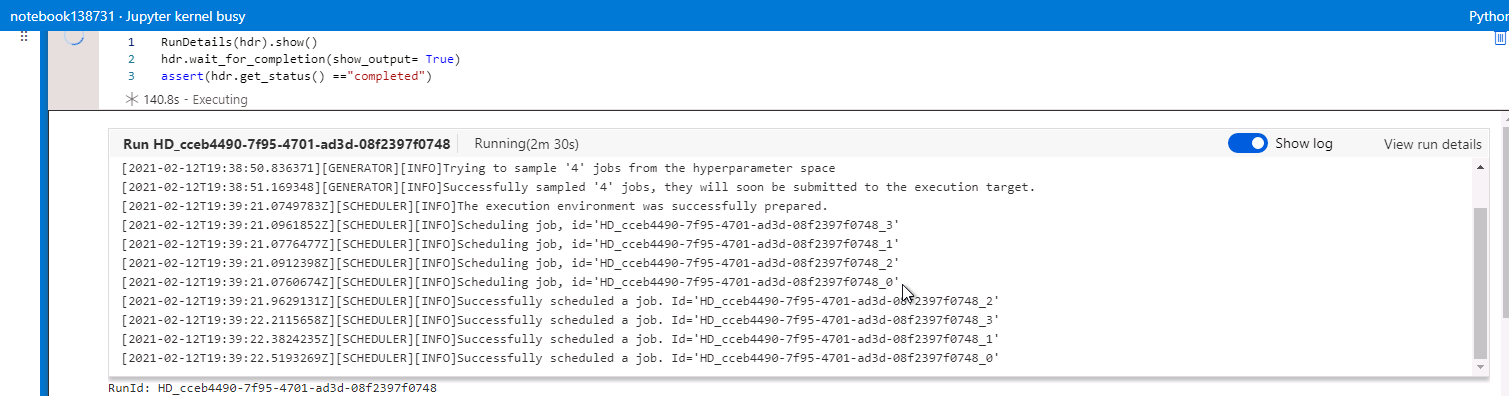 notebook138731 · Jupyter kernel busy
Python
1 RunDetails(hdr).show()
2 hdr.wait_for_completion(show_output= True)
3 assert(hdr.get_status() =="completed")
140.8s - Executing
Run HD_cceb4490-7f95-4701-ad3d-08f2397f0748 Running(2m 30s) Show log View run details
[2021-02-12T19:38:50.836371][GENERATOR][INFO]Trying to sample '4' jobs from the hyperparameter space
[2021-02-12T19:38:51.169348][GENERATOR][INFO]Successfully sampled '4' jobs, they will soon be submitted to the execution target.
[2021-02-12T19:39:21.0749783Z][SCHEDULER][INFO]The execution environment was successfully prepared.
[2021-02-12T19:39:21.0961852Z][SCHEDULER][INFO]Scheduling job, id='HD_cceb4490-7f95-4701-ad3d-08f2397f0748_3'
[2021-02-12T19:39:21.0776477Z][SCHEDULER][INFO]Scheduling job, id='HD_cceb4490-7f95-4701-ad3d-08f2397f0748_1'
[2021-02-12T19:39:21.0912398Z][SCHEDULER][INFO]Scheduling job, id='HD_cceb4490-7f95-4701-ad3d-08f2397f0748_2'
[2021-02-12T19:39:21.0760674Z][SCHEDULER][INFO]Scheduling job, id='HD_cceb4490-7f95-4701-ad3d-08f2397f0748_0'
[2021-02-12T19:39:21.9629131Z][SCHEDULER][INFO]Successfully scheduled a job. Id='HD_cceb4490-7f95-4701-ad3d-08f2397f0748_2'
[2021-02-12T19:39:22.2115658Z][SCHEDULER][INFO]Successfully scheduled a job. Id='HD_cceb4490-7f95-4701-ad3d-08f2397f0748_3'
[2021-02-12T19:39:22.3824235Z][SCHEDULER][INFO]Successfully scheduled a job. Id='HD_cceb4490-7f95-4701-ad3d-08f2397f0748_1'
[2021-02-12T19:39:22.5193269Z][SCHEDULER][INFO]Successfully scheduled a job. Id='HD_cceb4490-7f95-4701-ad3d-08f2397f0748_0'
RunId: HD_cceb4490-7f95-4701-ad3d-08f2397f0748